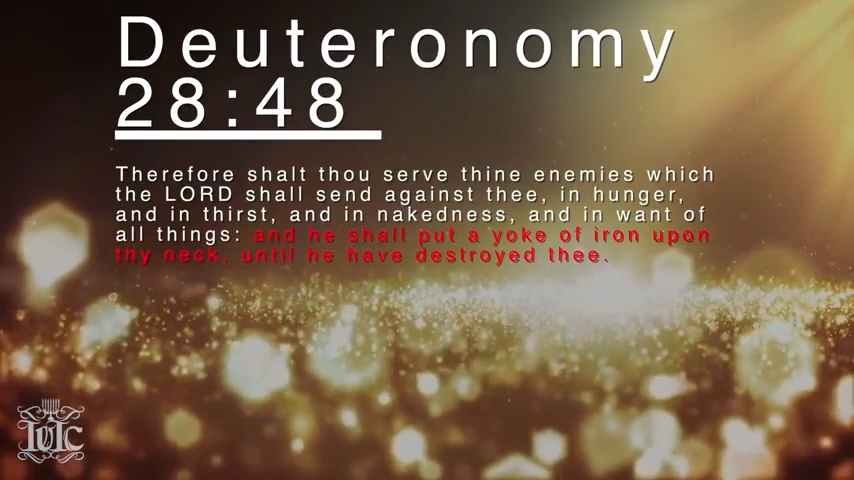 Deuteronomy
28:48
Therefore shalt thou serve thine enemies which
the LORD shall send against thee, in hunger,
and in thirst, and in nakedness, and in want of
all things: and he shall put a yoke of iron upon
thy neck, until he have destroyed thee.
IUIC